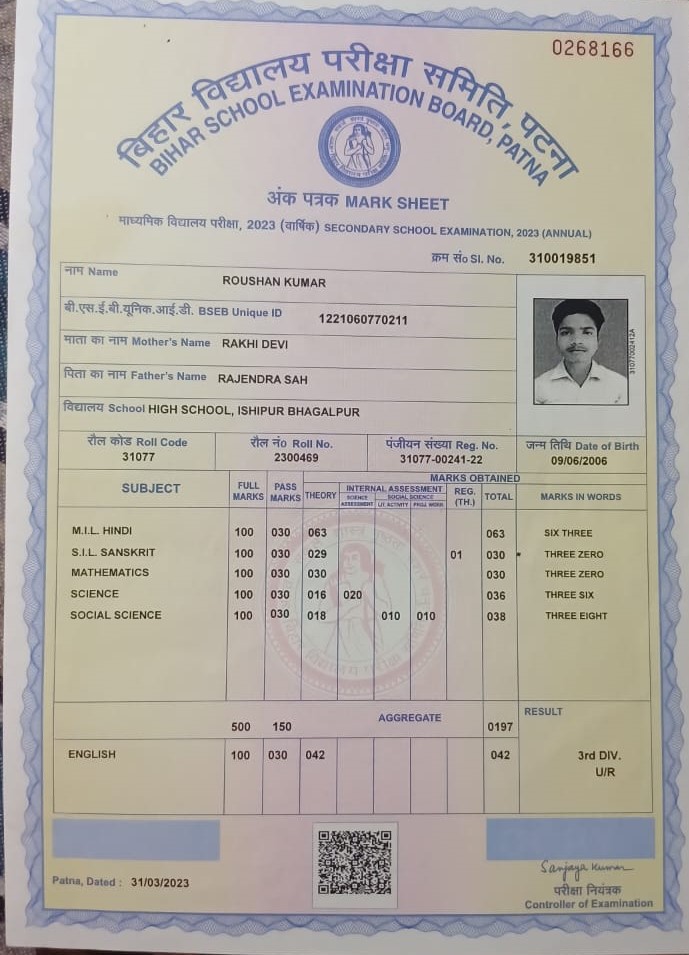 0268166
बिहार विद्यालय परीक्षा समिति, पटना
BIHAR SCHOOL EXAMINATION BOARD, PATNA
अंक पत्रक MARK SHEET
माध्यमिक विद्यालय परीक्षा, 2023 (वार्षिक) SECONDARY SCHOOL EXAMINATION, 2023 (ANNUAL)
क्रम सं० Sl. No. 310019851
नाम Name ROUSHAN KUMAR
बी.एस.ई.बी.यूनिक.आई.डी. BSEB Unique ID 1221060770211
माता का नाम Mother's Name RAKHI DEVI
पिता का नाम Father's Name RAJENDRA SAH
विद्यालय School HIGH SCHOOL, ISHIPUR BHAGALPUR
31077002412A
रौल कोड Roll Code रौल नं० Roll No. पंजीयन संख्या Reg. No. जन्म तिथि Date of Birth
31077 2300469 31077-00241-22 09/06/2006
MARKS OBTAINED
SUBJECT FULL MARKS PASS MARKS THEORY INTERNAL ASSESSMENT REG. (TH.) TOTAL MARKS IN WORDS
SCIENCE ASSESSMENT SOCIAL SCIENCE LIT. ACTIVITY PROJ. WORK
M.I.L. HINDI 100 030 063 063 SIX THREE
S.I.L. SANSKRIT 100 030 029 01 030 * THREE ZERO
MATHEMATICS 100 030 030 030 THREE ZERO
SCIENCE 100 030 016 020 036 THREE SIX
SOCIAL SCIENCE 100 030 018 010 010 038 THREE EIGHT
500 150 AGGREGATE 0197 RESULT
ENGLISH 100 030 042 042 3rd DIV.
U/R
Patna, Dated : 31/03/2023
Sanjaya Kumar
परीक्षा नियंत्रक
Controller of Examination